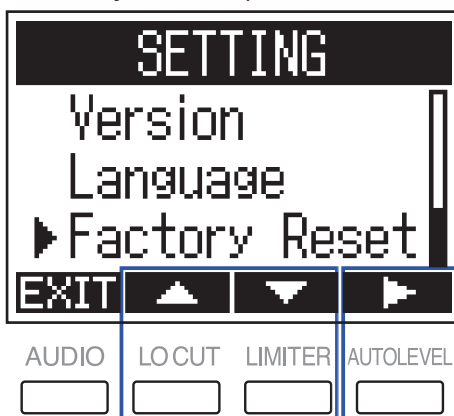 SETTING
Version
Language
Factory Reset
EXIT
AUDIO LO CUT LIMITER AUTOLEVEL